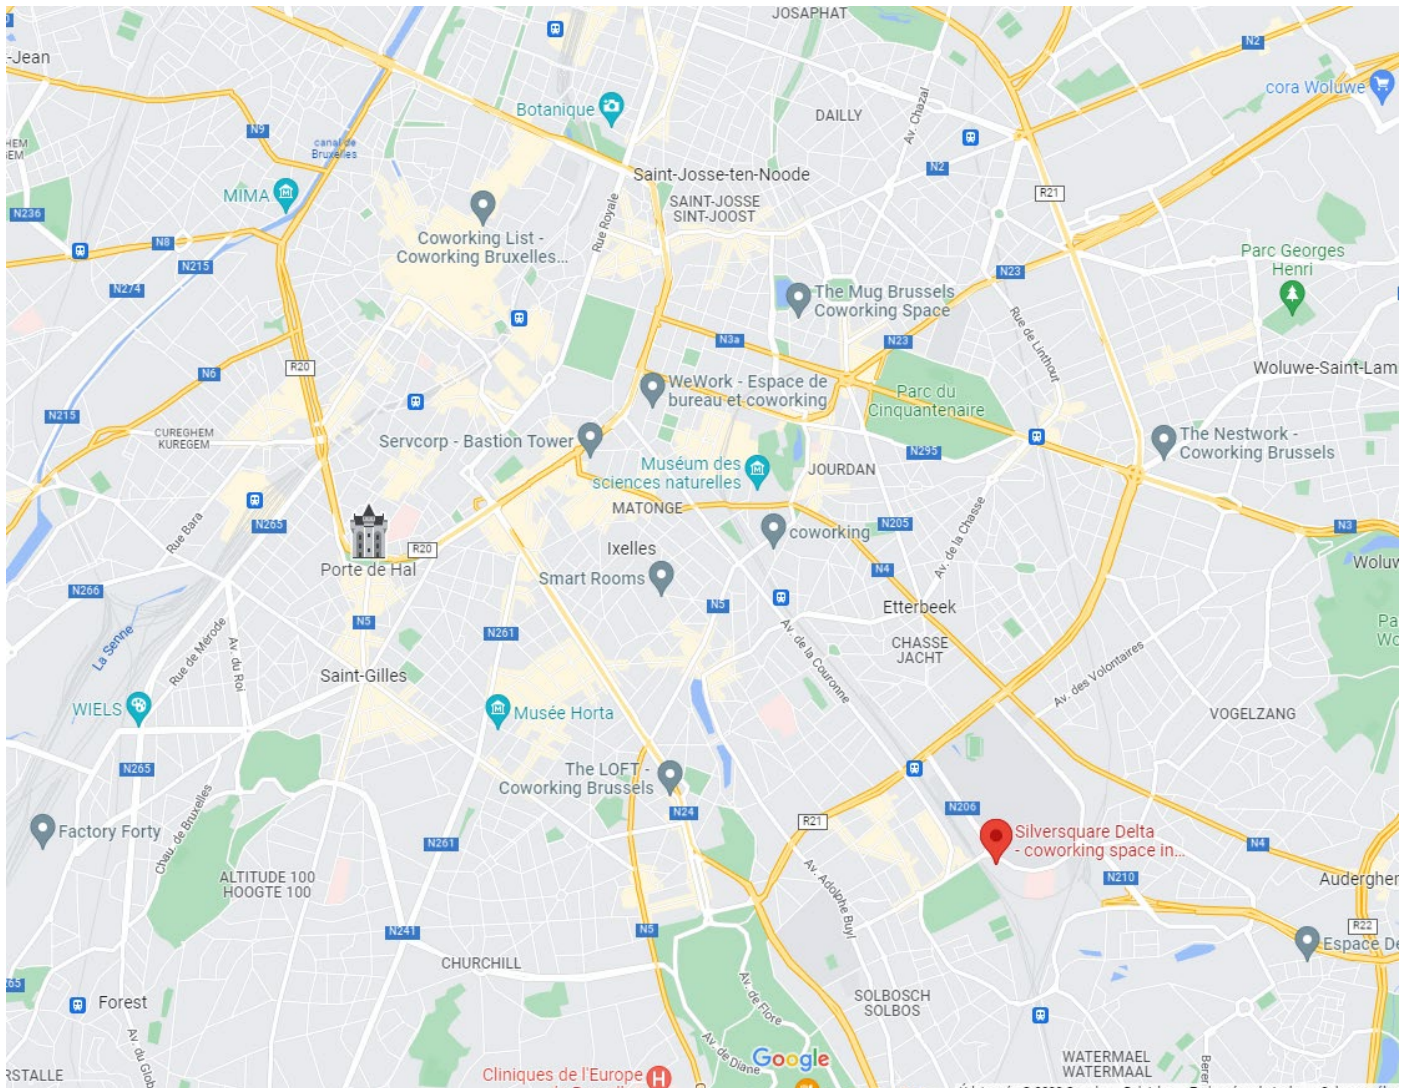 JOSAPHAT
N2
-Jean
cora Woluwe
Botanique
DAILLY
Av. Chazal
N9
canal de
Bruxelles
HEM
EM
N2
Saint-Josse-ten-Noode
R21
MIMA
SAINT-JOSSE
SINT-JOOST
N236
Rue Royale
Coworking List -
Coworking Bruxelles...
N8
N215
Parc Georges
Henri
N23
N274
The Mug Brussels
Coworking Space
Rue de Linthout
N3a
N23
R20
Woluwe-Saint-Lam
N6
WeWork - Espace de
bureau et coworking
Parc du
Cinquantenaire
N215
CUREGHEM
KUREGEM
Servcorp - Bastion Tower
The Nestwork -
Coworking Brussels
N295
Muséum des
sciences naturelles
JOURDAN
MATONGE
N265
Rue Bara
N205
N3
Av. de la Chasse
coworking
R20
Ixelles
Porte de Hal
N4
Woluw
Smart Rooms
N266
N5
Etterbeek
N5
La Senne
Rue de Mérode
Av. du Roi
N261
Av. de la Couronne
CHASSE
JACHT
Pa
Wo
Saint-Gilles
Av. des Volontaires
WIELS
Musée Horta
VOGELZANG
N265
The LOFT -
Coworking Brussels
N24
N206
R21
Factory Forty
Chau. de Bruxelles
Silversquare Delta
- coworking space in...
N261
N4
ALTITUDE 100
HOOGTE 100
Av. Adolphe Buyl
N210
Auderghem
N241
N5
R22
Espace De
CHURCHILL
N265
Forest
Av. de Flore
SOLBOSCH
SOLBOS
Av. du Glob
Av. de Diane
Google
WATERMAEL
WATERMAAL
Cliniques de l'Europe
RSTALLE